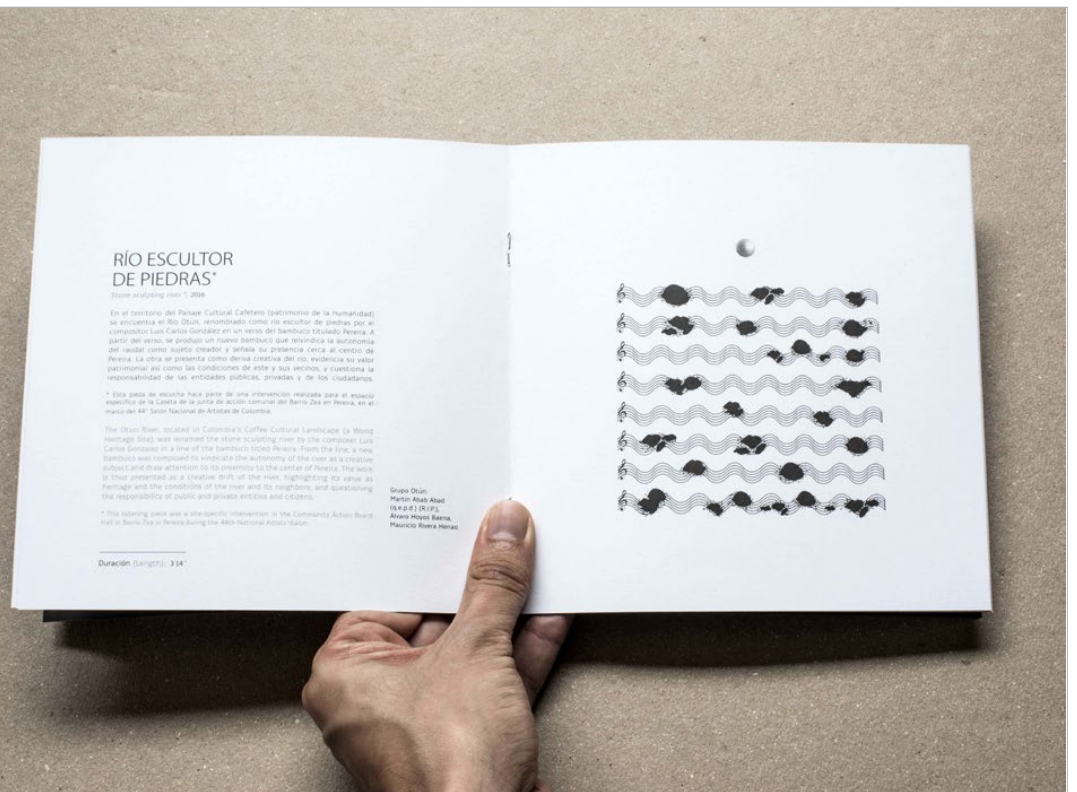 RÍO ESCULTOR
DE PIEDRAS*
Stone sculpting river*, 2016
En el territorio del Paisaje Cultural Cafetero (patrimonio de la humanidad)
se encuentra el Río Otún, renombrado como río escultor de piedras por el
compositor Luis Carlos González en un verso del bambuco titulado Pereira. A
partir del verso, se produjo un nuevo bambuco que reivindica la autonomía
del caudal como sujeto creador y señala su presencia cerca al centro de
Pereira. La obra se presenta como deriva creativa del río, evidencia su valor
patrimonial así como las condiciones de este y sus vecinos, y cuestiona la
responsabilidad de las entidades públicas, privadas y de los ciudadanos.
* Esta pieza de escucha hace parte de una intervención realizada para el espacio
específico de la Caseta de la junta de acción comunal del Barrio Zea en Pereira, en el
marco del 44° Salón Nacional de Artistas de Colombia.
The Otún River, located in Colombia's Coffee Cultural Landscape (a World
Heritage Site), was renamed the stone sculpting river by the composer Luis
Carlos González in a line of the bambuco titled Pereira. From the line, a new
bambuco was composed to vindicate the autonomy of the river as a creative
subject and draw attention to its proximity to the center of Pereira. The work
is thus presented as a creative drift of the river, highlighting its value as
heritage and the conditions of the river and its neighbors, and questioning
the responsibility of public and private entities and citizens.
* This listening piece was a site-specific intervention in the Community Action Board
Hall in Barrio Zea in Pereira during the 44th National Artists' Salon.
Grupo Otún:
Martín Abad Abad
(q.e.p.d.) (R.I.P.),
Álvaro Hoyos Baena,
Mauricio Rivera Henao
Duración (Length): 3'14''